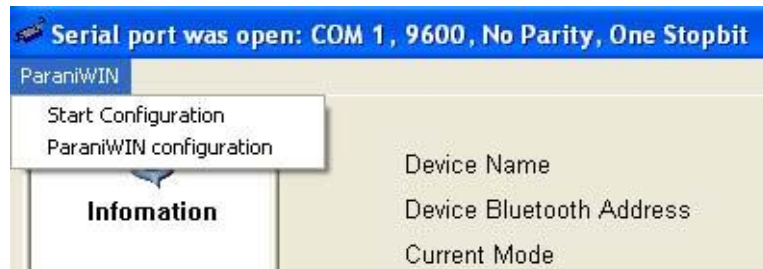 Serial port was open: COM 1, 9600, No Parity, One Stopbit
ParaniWIN
Start Configuration
ParaniWIN configuration
Device Name
Infomation
Device Bluetooth Address
Current Mode